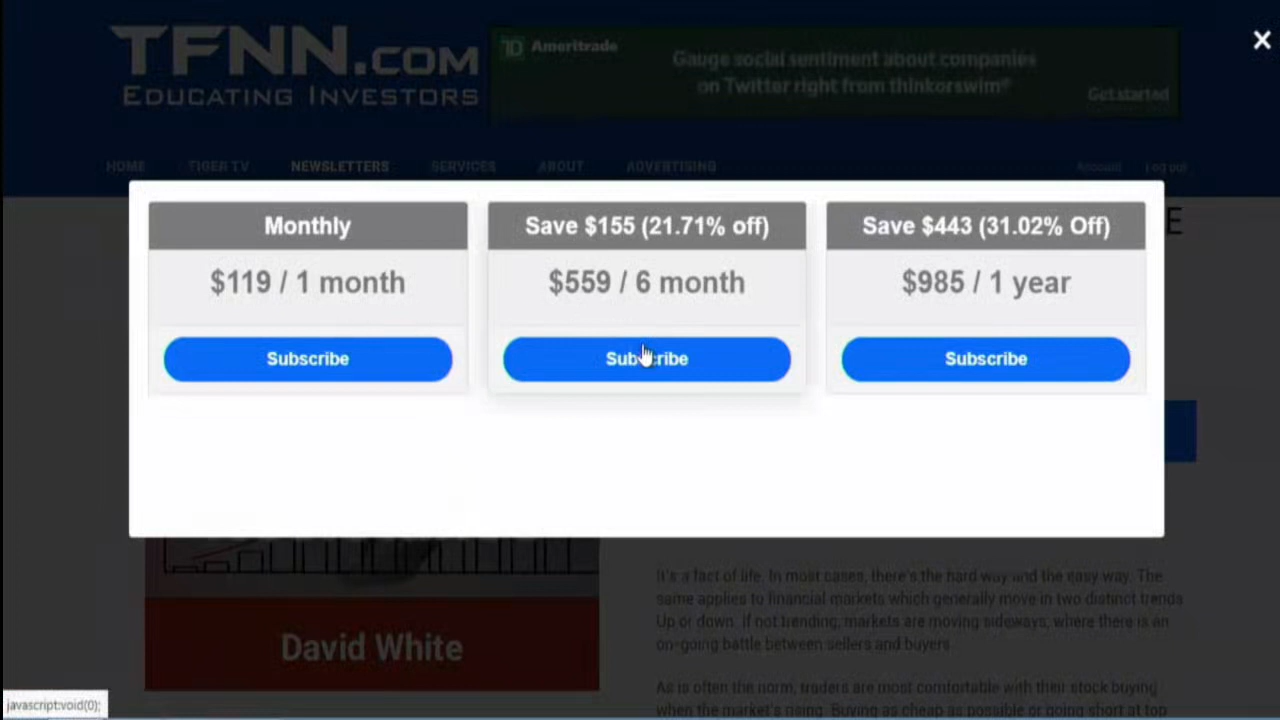 TFNN.COM
EDUCATING INVESTORS
TD Ameritrade
Gauge social sentiment about companies
on Twitter right from thinkorswim®
Get started
HOME TIGER TV NEWSLETTERS SERVICES ABOUT ADVERTISING Account Log out
E
Monthly
$119 / 1 month
Subscribe
Save $155 (21.71% off)
$559 / 6 month
Subscribe
Save $443 (31.02% Off)
$985 / 1 year
Subscribe
David White
It's a fact of life. In most cases, there's the hard way and the easy way. The
same applies to financial markets which generally move in two distinct trends
Up or down. If not trending, markets are moving sideways, where there is an
on-going battle between sellers and buyers.
As is often the norm, traders are most comfortable with their stock buying
when the market's rising. Buying as cheap as possible or going short at top
javascript:void(0);